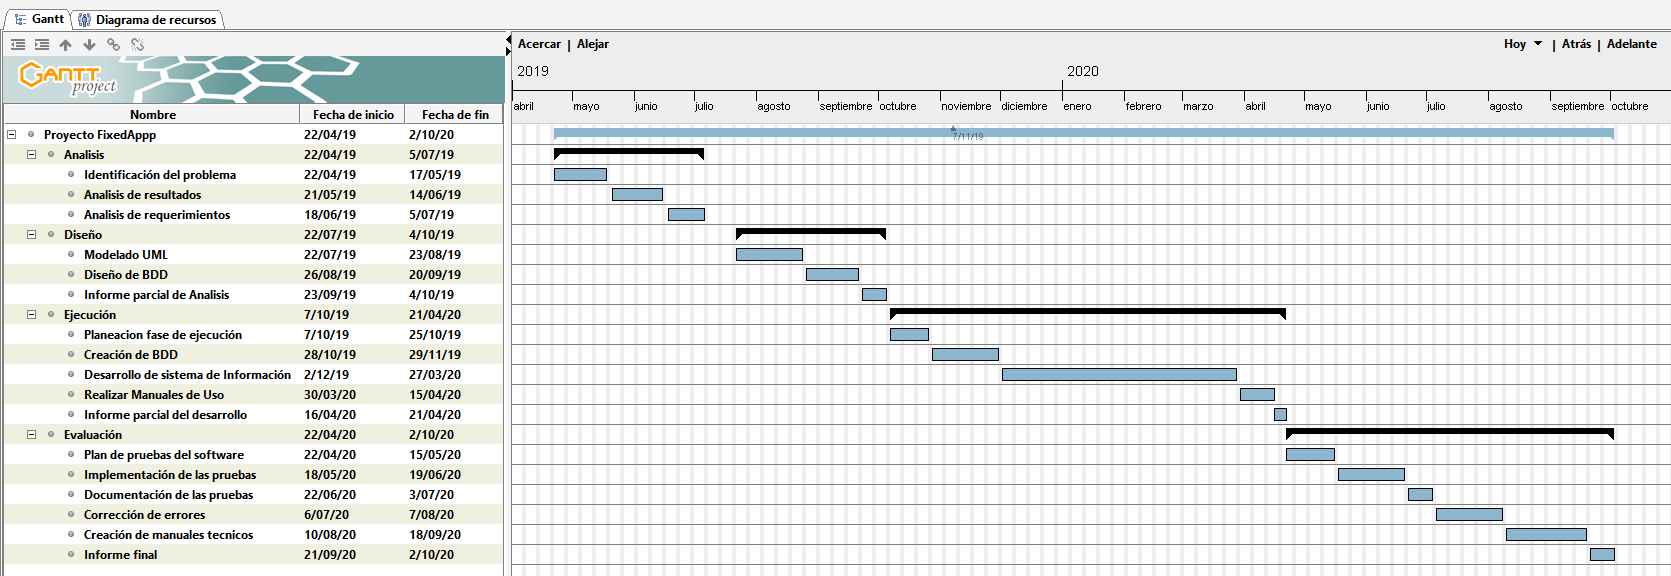 Gantt Diagrama de recursos
Acercar | Alejar Hoy | Atrás | Adelante
GANTT project
2019 2020
abril mayo junio julio agosto septiembre octubre noviembre diciembre enero febrero marzo abril mayo junio julio agosto septiembre octubre
Nombre Fecha de inicio Fecha de fin
Proyecto FixedAppp 22/04/19 2/10/20
7/11/19
Analisis 22/04/19 5/07/19
Identificación del problema 22/04/19 17/05/19
Analisis de resultados 21/05/19 14/06/19
Analisis de requerimientos 18/06/19 5/07/19
Diseño 22/07/19 4/10/19
Modelado UML 22/07/19 23/08/19
Diseño de BDD 26/08/19 20/09/19
Informe parcial de Analisis 23/09/19 4/10/19
Ejecución 7/10/19 21/04/20
Planeacion fase de ejecución 7/10/19 25/10/19
Creación de BDD 28/10/19 29/11/19
Desarrollo de sistema de Información 2/12/19 27/03/20
Realizar Manuales de Uso 30/03/20 15/04/20
Informe parcial del desarrollo 16/04/20 21/04/20
Evaluación 22/04/20 2/10/20
Plan de pruebas del software 22/04/20 15/05/20
Implementación de las pruebas 18/05/20 19/06/20
Documentación de las pruebas 22/06/20 3/07/20
Corrección de errores 6/07/20 7/08/20
Creación de manuales tecnicos 10/08/20 18/09/20
Informe final 21/09/20 2/10/20